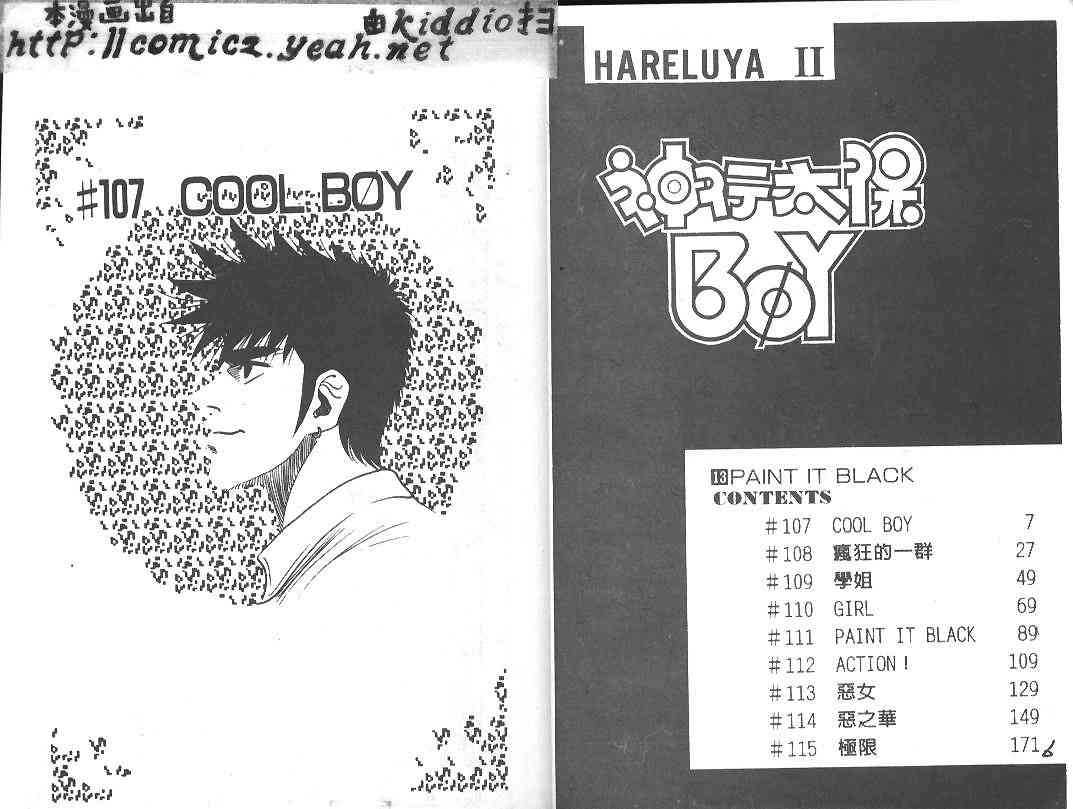 本漫画出自
由kiddio扫
http://comicz.yeah.net
#107 COOL BOY
HARELUYA II
神行太保
BOY
13 PAINT IT BLACK
CONTENTS
#107 COOL BOY 7
#108 瘋狂的一群 27
#109 學姐 49
#110 GIRL 69
#111 PAINT IT BLACK 89
#112 ACTION! 109
#113 惡女 129
#114 惡之華 149
#115 極限 171